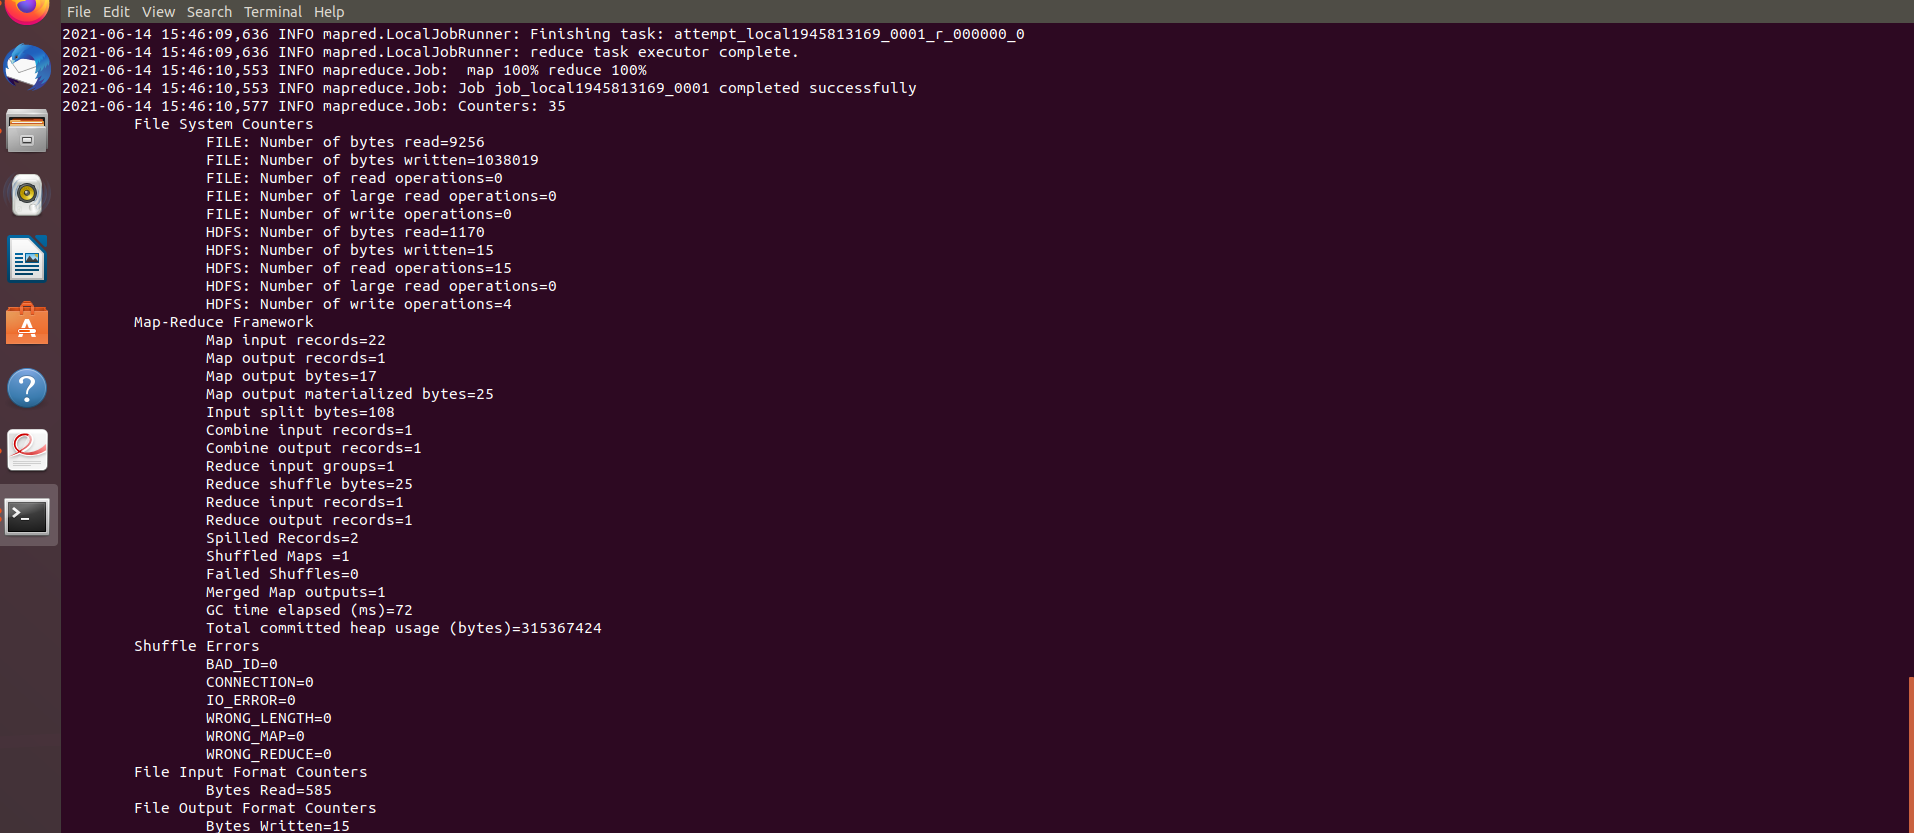 File Edit View Search Terminal Help
2021-06-14 15:46:09,636 INFO mapred.LocalJobRunner: Finishing task: attempt_local1945813169_0001_r_000000_0
2021-06-14 15:46:09,636 INFO mapred.LocalJobRunner: reduce task executor complete.
2021-06-14 15:46:10,553 INFO mapreduce.Job:  map 100% reduce 100%
2021-06-14 15:46:10,553 INFO mapreduce.Job: Job job_local1945813169_0001 completed successfully
2021-06-14 15:46:10,577 INFO mapreduce.Job: Counters: 35
File System Counters
FILE: Number of bytes read=9256
FILE: Number of bytes written=1038019
FILE: Number of read operations=0
FILE: Number of large read operations=0
FILE: Number of write operations=0
HDFS: Number of bytes read=1170
HDFS: Number of bytes written=15
HDFS: Number of read operations=15
HDFS: Number of large read operations=0
HDFS: Number of write operations=4
Map-Reduce Framework
Map input records=22
Map output records=1
Map output bytes=17
Map output materialized bytes=25
Input split bytes=108
Combine input records=1
Combine output records=1
Reduce input groups=1
Reduce shuffle bytes=25
Reduce input records=1
Reduce output records=1
Spilled Records=2
Shuffled Maps =1
Failed Shuffles=0
Merged Map outputs=1
GC time elapsed (ms)=72
Total committed heap usage (bytes)=315367424
Shuffle Errors
BAD_ID=0
CONNECTION=0
IO_ERROR=0
WRONG_LENGTH=0
WRONG_MAP=0
WRONG_REDUCE=0
File Input Format Counters
Bytes Read=585
File Output Format Counters
Bytes Written=15